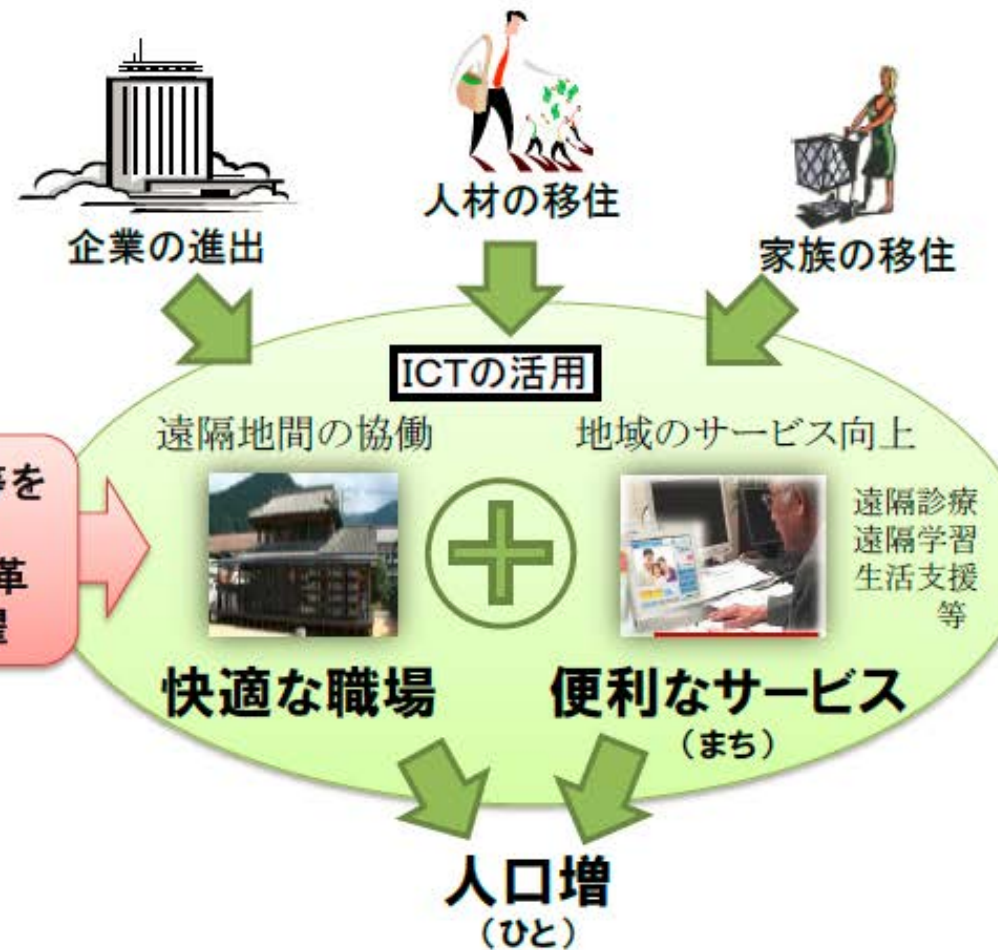 人材の移住
企業の進出
家族の移住
ICTの活用
遠隔地間の協働
地域のサービス向上
等を
革
遠隔診療
遠隔学習
生活支援
等
快適な職場
便利なサービス
（まち）
人口増
（ひと）